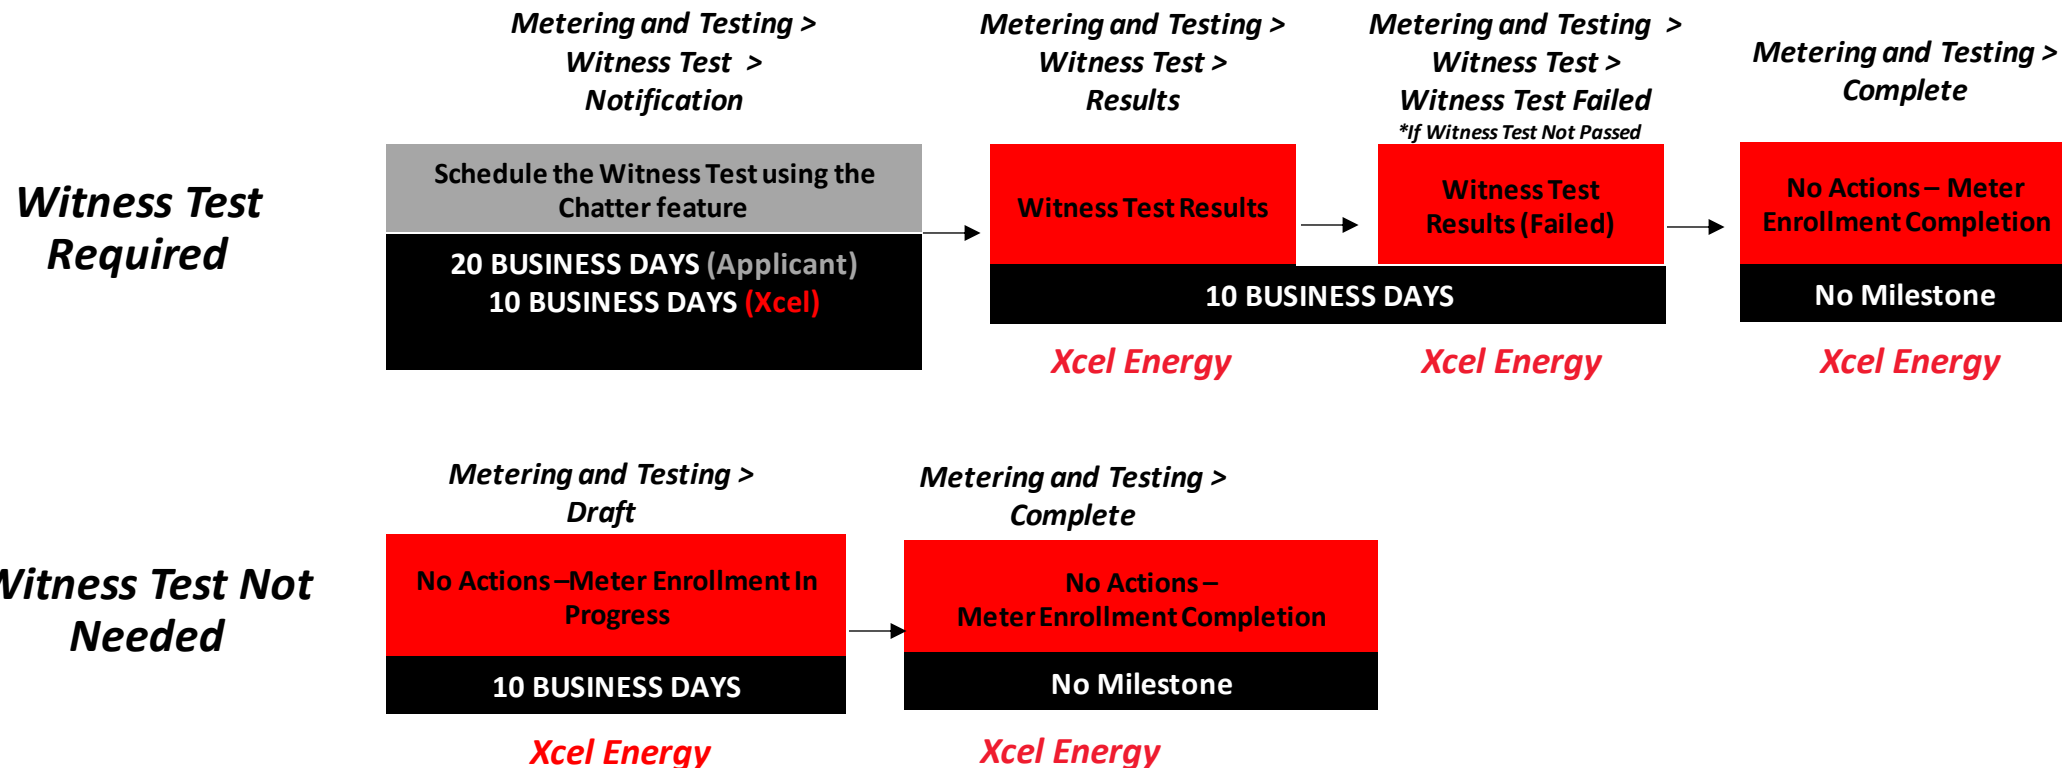 Metering and Testing >
Witness Test >
Notification
Metering and Testing >
Witness Test >
Results
Metering and Testing >
Witness Test >
Witness Test Failed
*If Witness Test Not Passed
Metering and Testing >
Complete
Witness Test
Required
Schedule the Witness Test using the
Chatter feature
20 BUSINESS DAYS (Applicant)
10 BUSINESS DAYS (Xcel)
Witness Test Results
Witness Test
Results (Failed)
10 BUSINESS DAYS
No Actions – Meter
Enrollment Completion
No Milestone
Xcel Energy
Xcel Energy
Xcel Energy
Witness Test Not
Needed
Metering and Testing >
Draft
No Actions –Meter Enrollment In
Progress
10 BUSINESS DAYS
Xcel Energy
Metering and Testing >
Complete
No Actions –
Meter Enrollment Completion
No Milestone
Xcel Energy